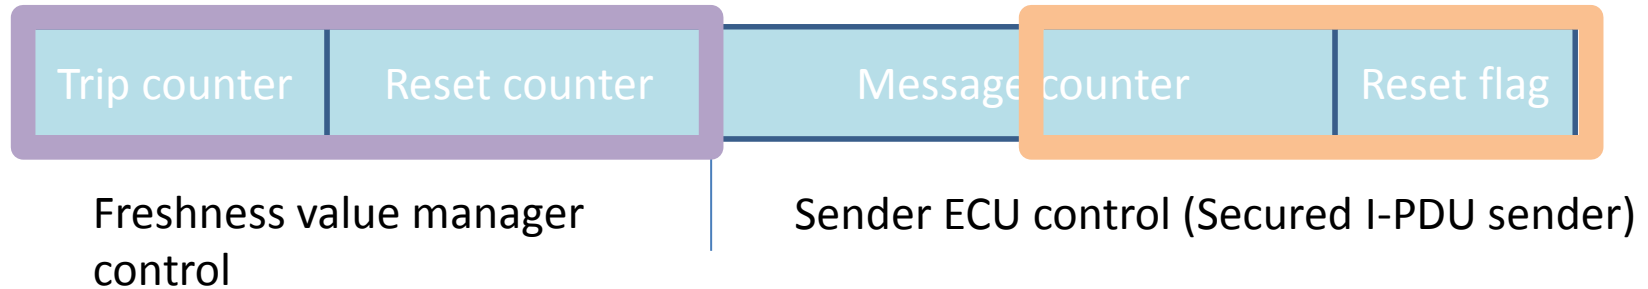 Trip counter Reset counter Message counter Reset flag
Freshness value manager
control
Sender ECU control (Secured I-PDU sender)